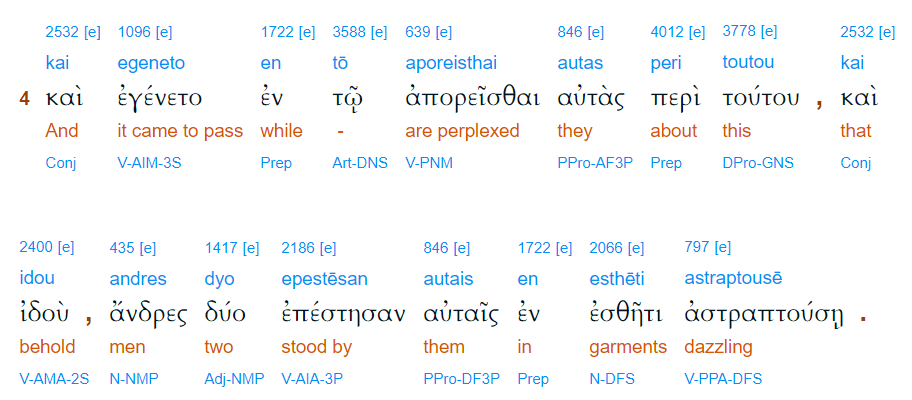 2532 [e] 1096 [e] 1722 [e] 3588 [e] 639 [e] 846 [e] 4012 [e] 3778 [e] 2532 [e]
kai egeneto en tō aporeisthai autas peri toutou kai
4 καὶ ἐγένετο ἐν τῷ ἀπορεῖσθαι αὐτὰς περὶ τούτου , καὶ
And it came to pass while - are perplexed they about this that
Conj V-AIM-3S Prep Art-DNS V-PNM PPro-AF3P Prep DPro-GNS Conj
2400 [e] 435 [e] 1417 [e] 2186 [e] 846 [e] 1722 [e] 2066 [e] 797 [e]
idou andres dyo epestēsan autais en esthēti astraptousē
ἰδοὺ , ἄνδρες δύο ἐπέστησαν αὐταῖς ἐν ἐσθῆτι ἀστραπτούσῃ .
behold men two stood by them in garments dazzling
V-AMA-2S N-NMP Adj-NMP V-AIA-3P PPro-DF3P Prep N-DFS V-PPA-DFS